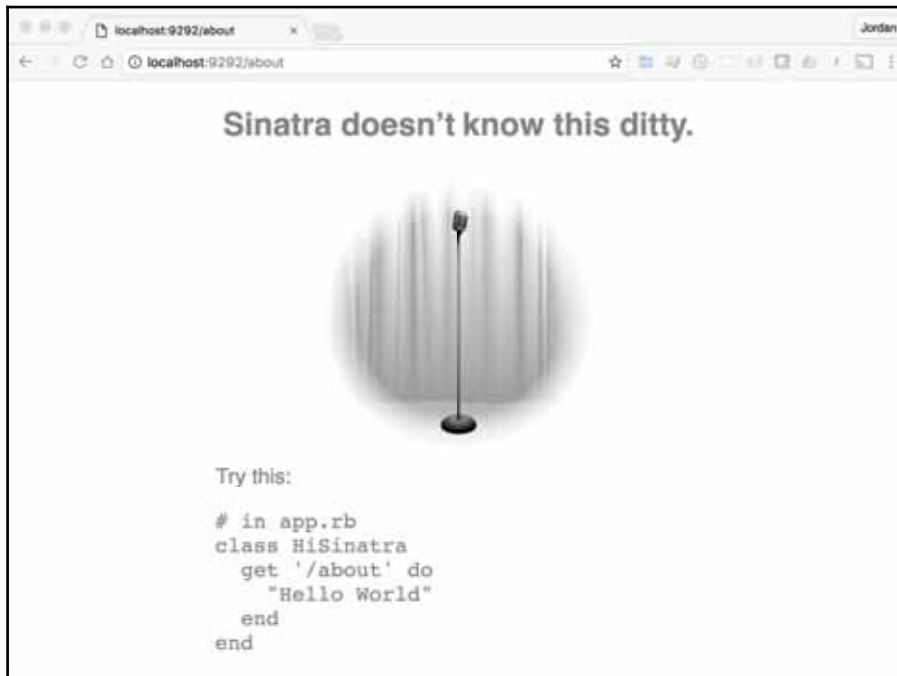 localhost:9292/about
Jordan
localhost:9292/about
Sinatra doesn’t know this ditty.
Try this:
# in app.rb
class HiSinatra
  get '/about' do
    "Hello World"
  end
end